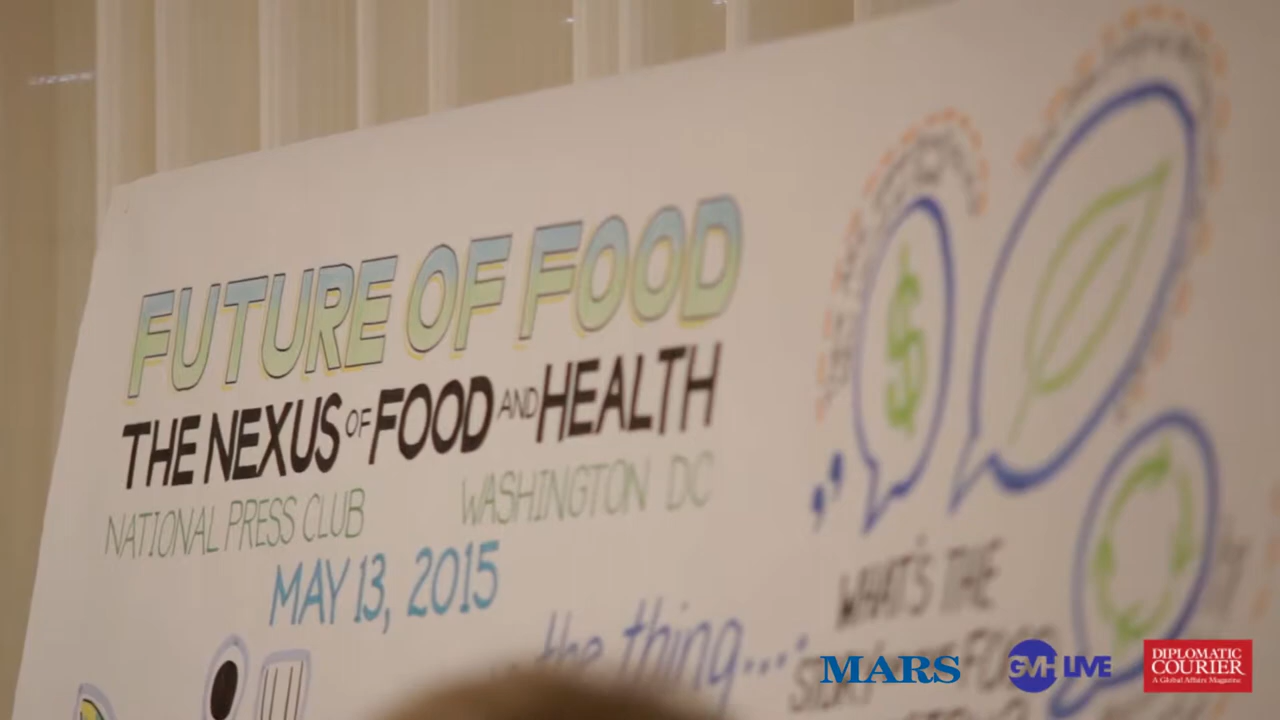 FUTURE OF FOOD
THE NEXUS OF FOOD AND HEALTH
NATIONAL PRESS CLUB WASHINGTON DC
MAY 13, 2015
the thing...
$
WHAT'S THE
MARS
GVH LIVE
DIPLOMATIC
COURIER
A Global Affairs Magazine